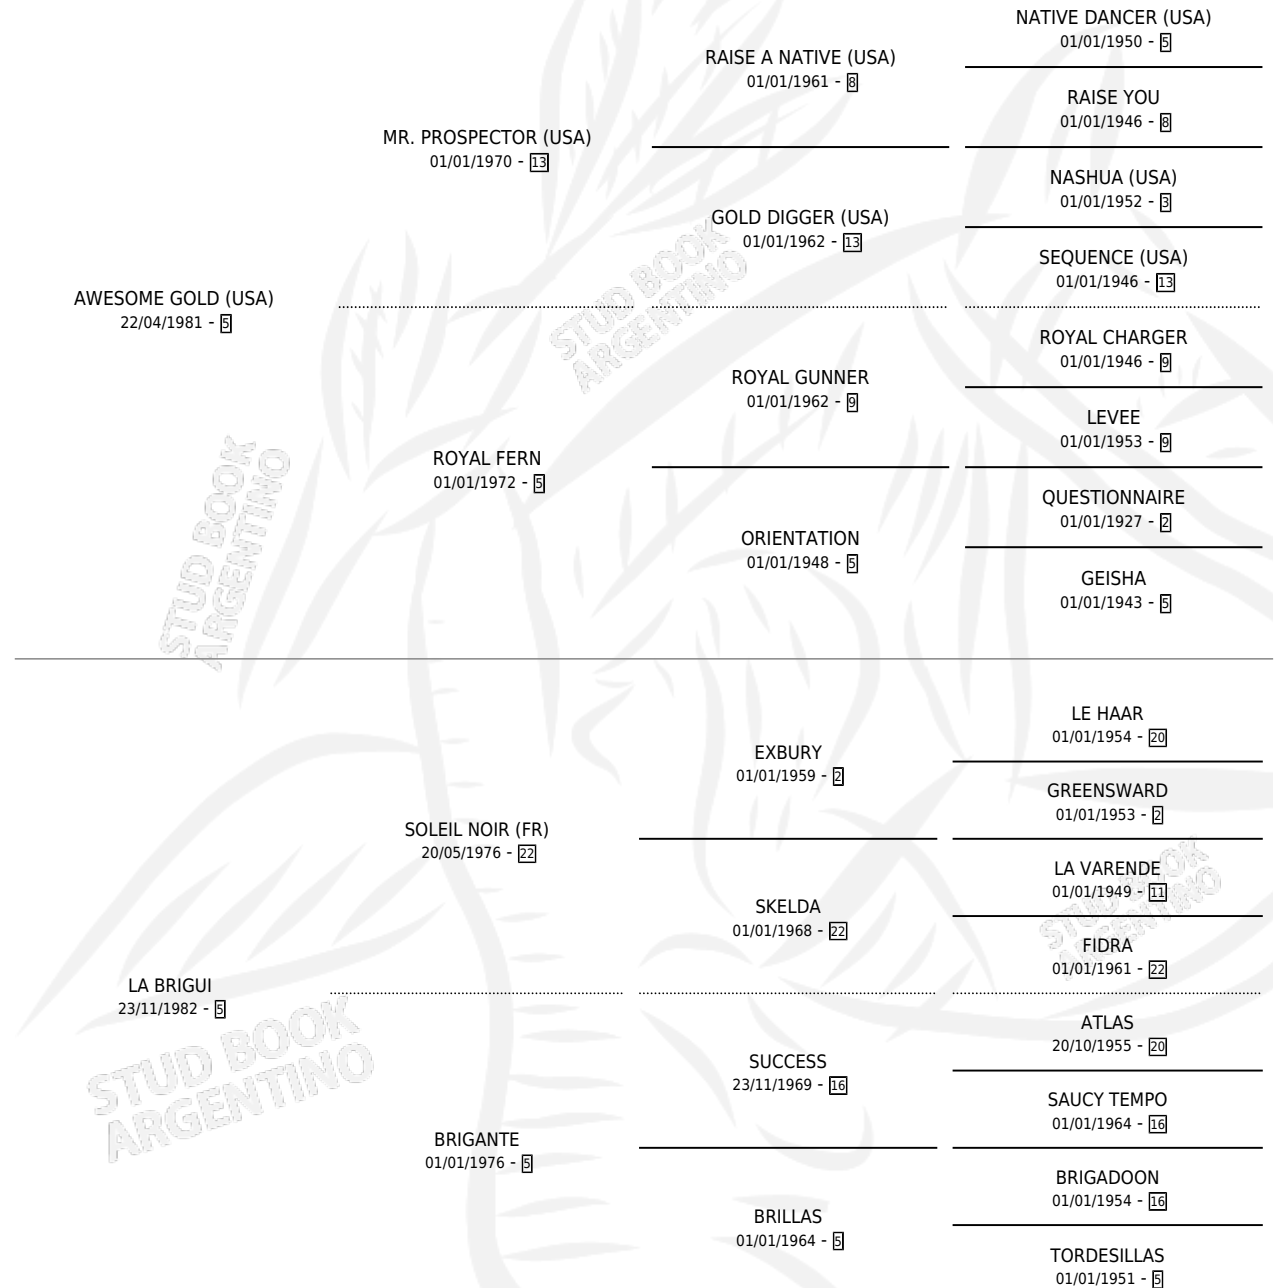 NATIVE DANCER (USA)
01/01/1950 - 5
RAISE A NATIVE (USA)
01/01/1961 - 8
RAISE YOU
01/01/1946 - 8
MR. PROSPECTOR (USA)
01/01/1970 - 13
NASHUA (USA)
01/01/1952 - 3
GOLD DIGGER (USA)
01/01/1962 - 13
SEQUENCE (USA)
01/01/1946 - 13
AWESOME GOLD (USA)
22/04/1981 - 5
STUD BOOK
ARGENTINO
ROYAL CHARGER
01/01/1946 - 9
ROYAL GUNNER
01/01/1962 - 9
LEVEE
01/01/1953 - 9
ROYAL FERN
01/01/1972 - 5
QUESTIONNAIRE
01/01/1927 - 2
ORIENTATION
01/01/1948 - 5
GEISHA
01/01/1943 - 5
STUD BOOK
ARGENTINO
LE HAAR
01/01/1954 - 20
EXBURY
01/01/1959 - 2
GREENSWARD
01/01/1953 - 2
SOLEIL NOIR (FR)
20/05/1976 - 22
LA VARENDE
01/01/1949 - 11
SKELDA
01/01/1968 - 22
FIDRA
01/01/1961 - 22
STUD BOOK
ARGENTINO
LA BRIGUI
23/11/1982 - 5
STUD BOOK
ARGENTINO
ATLAS
20/10/1955 - 20
SUCCESS
23/11/1969 - 16
SAUCY TEMPO
01/01/1964 - 16
BRIGANTE
01/01/1976 - 5
BRIGADOON
01/01/1954 - 16
BRILLAS
01/01/1964 - 5
TORDESILLAS
01/01/1951 - 5